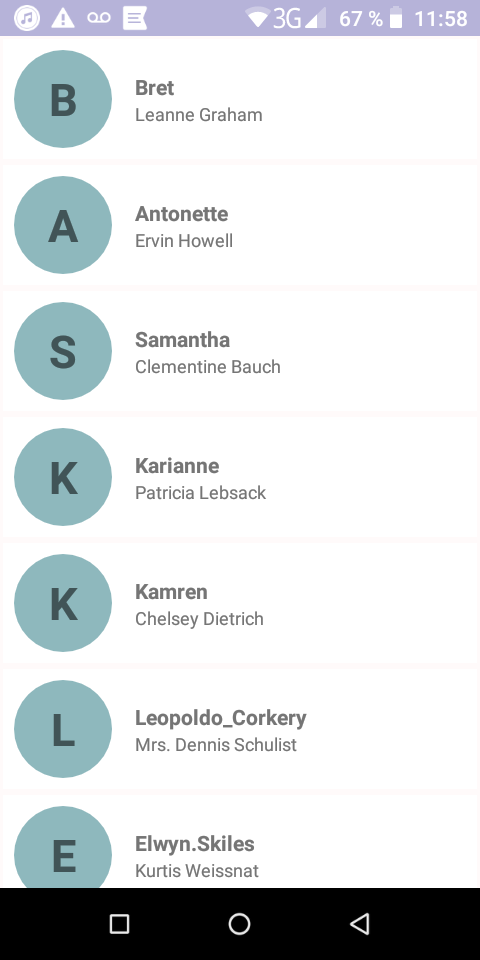 3G 67 % 11:58
B
Bret
Leanne Graham
A
Antonette
Ervin Howell
S
Samantha
Clementine Bauch
K
Karianne
Patricia Lebsack
K
Kamren
Chelsey Dietrich
L
Leopoldo_Corkery
Mrs. Dennis Schulist
E
Elwyn.Skiles
Kurtis Weissnat